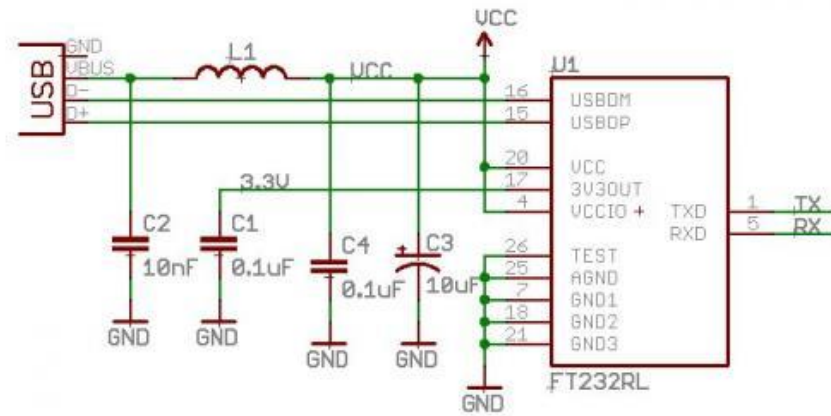 VCC
GND
VBUS
D-
D+
USB
L1
VCC
U1
16 USBDM
15 USBDP
20 VCC
17 3V3OUT
4 VCCIO +
TXD 1 TX
RXD 5 RX
3.3V
C2
10nF
C1
0.1uF
C4
0.1uF
+ C3
10uF
26 TEST
25 AGND
7 GND1
18 GND2
21 GND3
GND
GND
GND
GND
GND
FT232RL